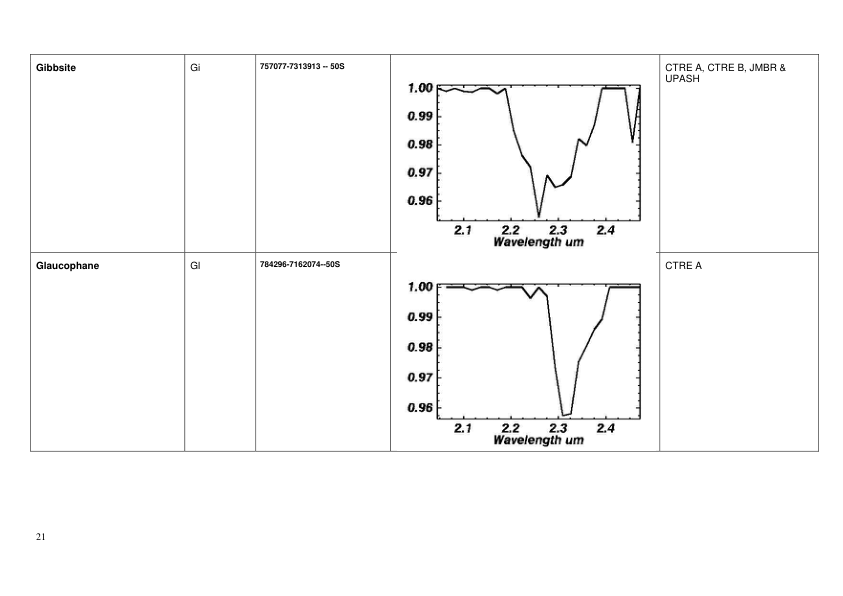 Gibbsite
Gi
757077-7313913 -- 50S
CTRE A, CTRE B, JMBR &
UPASH
1.00
0.99
0.98
0.97
0.96
2.1 2.2 2.3 2.4
Wavelength um
Glaucophane
Gl
784296-7162074--50S
CTRE A
1.00
0.99
0.98
0.97
0.96
2.1 2.2 2.3 2.4
Wavelength um
21